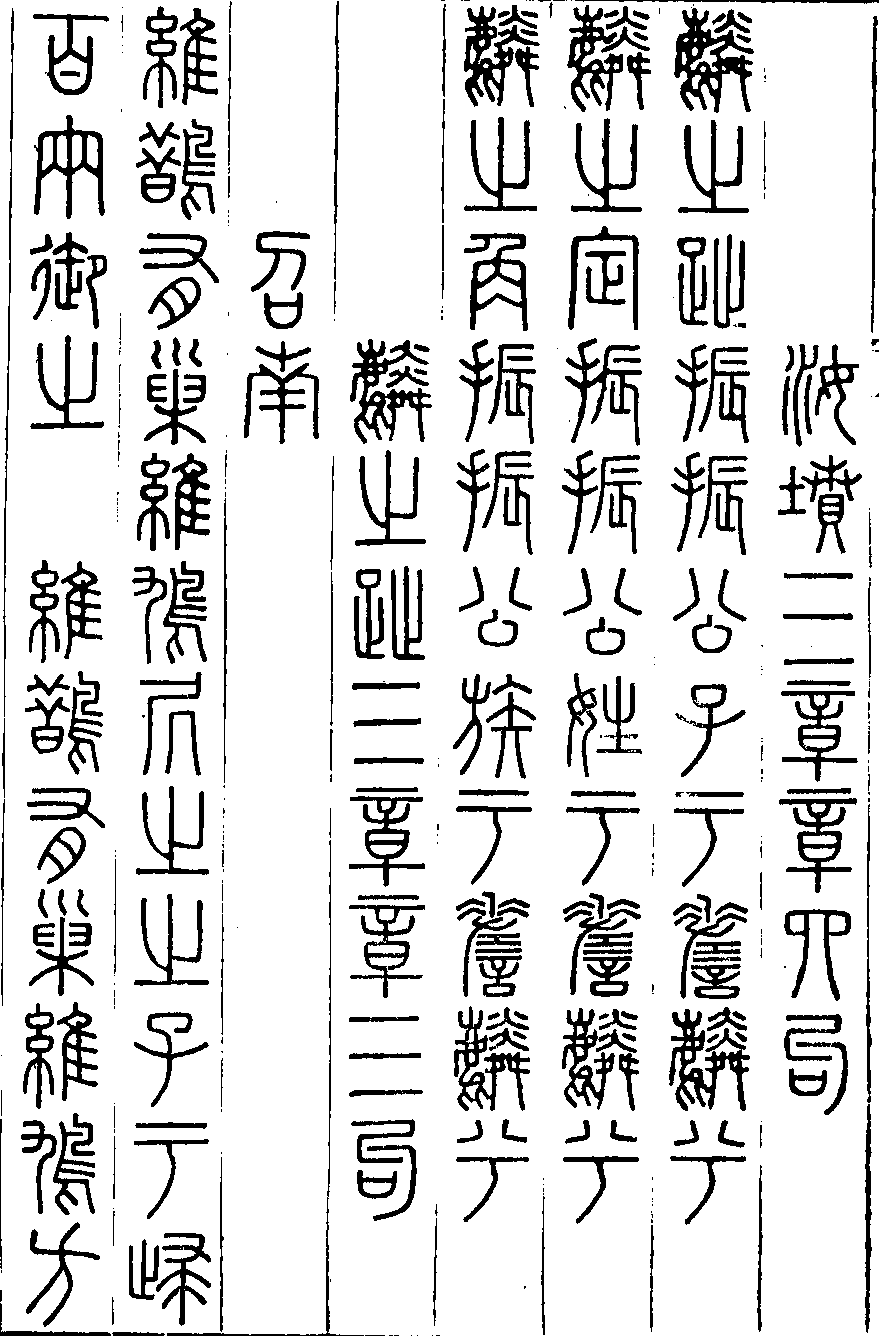 汝墳三章章四句
麟之趾振振公子于嗟麟兮
麟之定振振公姓于嗟麟兮
麟之角振振公族于嗟麟兮
麟之趾三章章三句
召南
維鵲有巢維鳩凥之之子于歸
百兩御之　維鵲有巢維鳩方